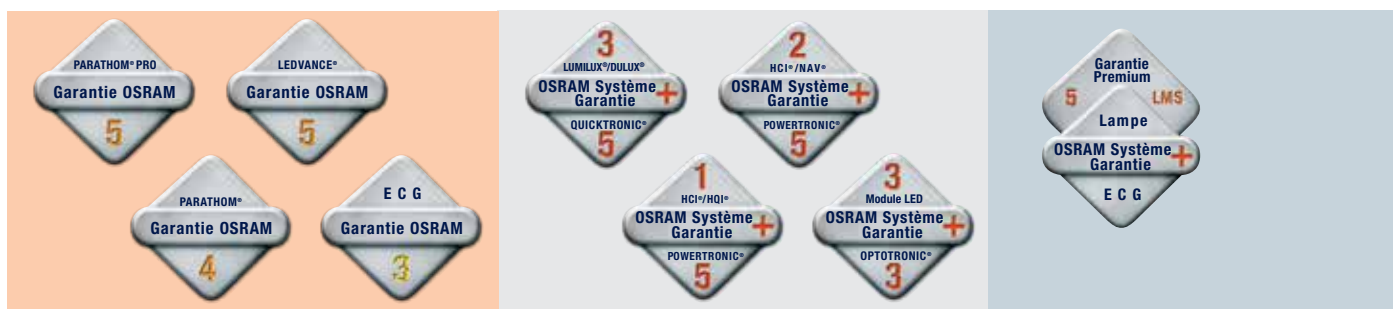 PARATHOM® PRO
Garantie OSRAM
5
LEDVANCE®
Garantie OSRAM
5
PARATHOM®
Garantie OSRAM
4
E C G
Garantie OSRAM
3
3
LUMILUX®/DULUX®
OSRAM Système
Garantie +
QUICKTRONIC®
5
2
HCI®/NAV®
OSRAM Système
Garantie +
POWERTRONIC®
5
1
HCI®/HQI®
OSRAM Système
Garantie +
POWERTRONIC®
5
3
Module LED
OSRAM Système
Garantie +
OPTOTRONIC®
3
Garantie
Premium
5 LMS
Lampe
OSRAM Système
Garantie +
E C G